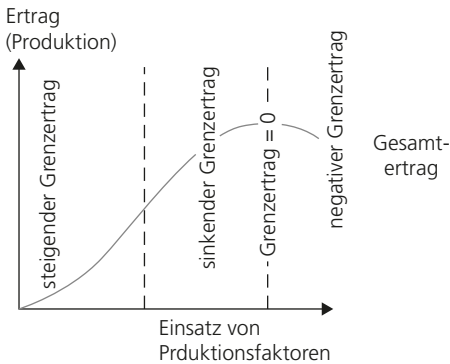 Ertrag
(Produktion)
steigender Grenzertrag
sinkender Grenzertrag
Grenzertrag = 0
negativer Grenzertrag
Gesamt-
ertrag
Einsatz von
Prduktionsfaktoren